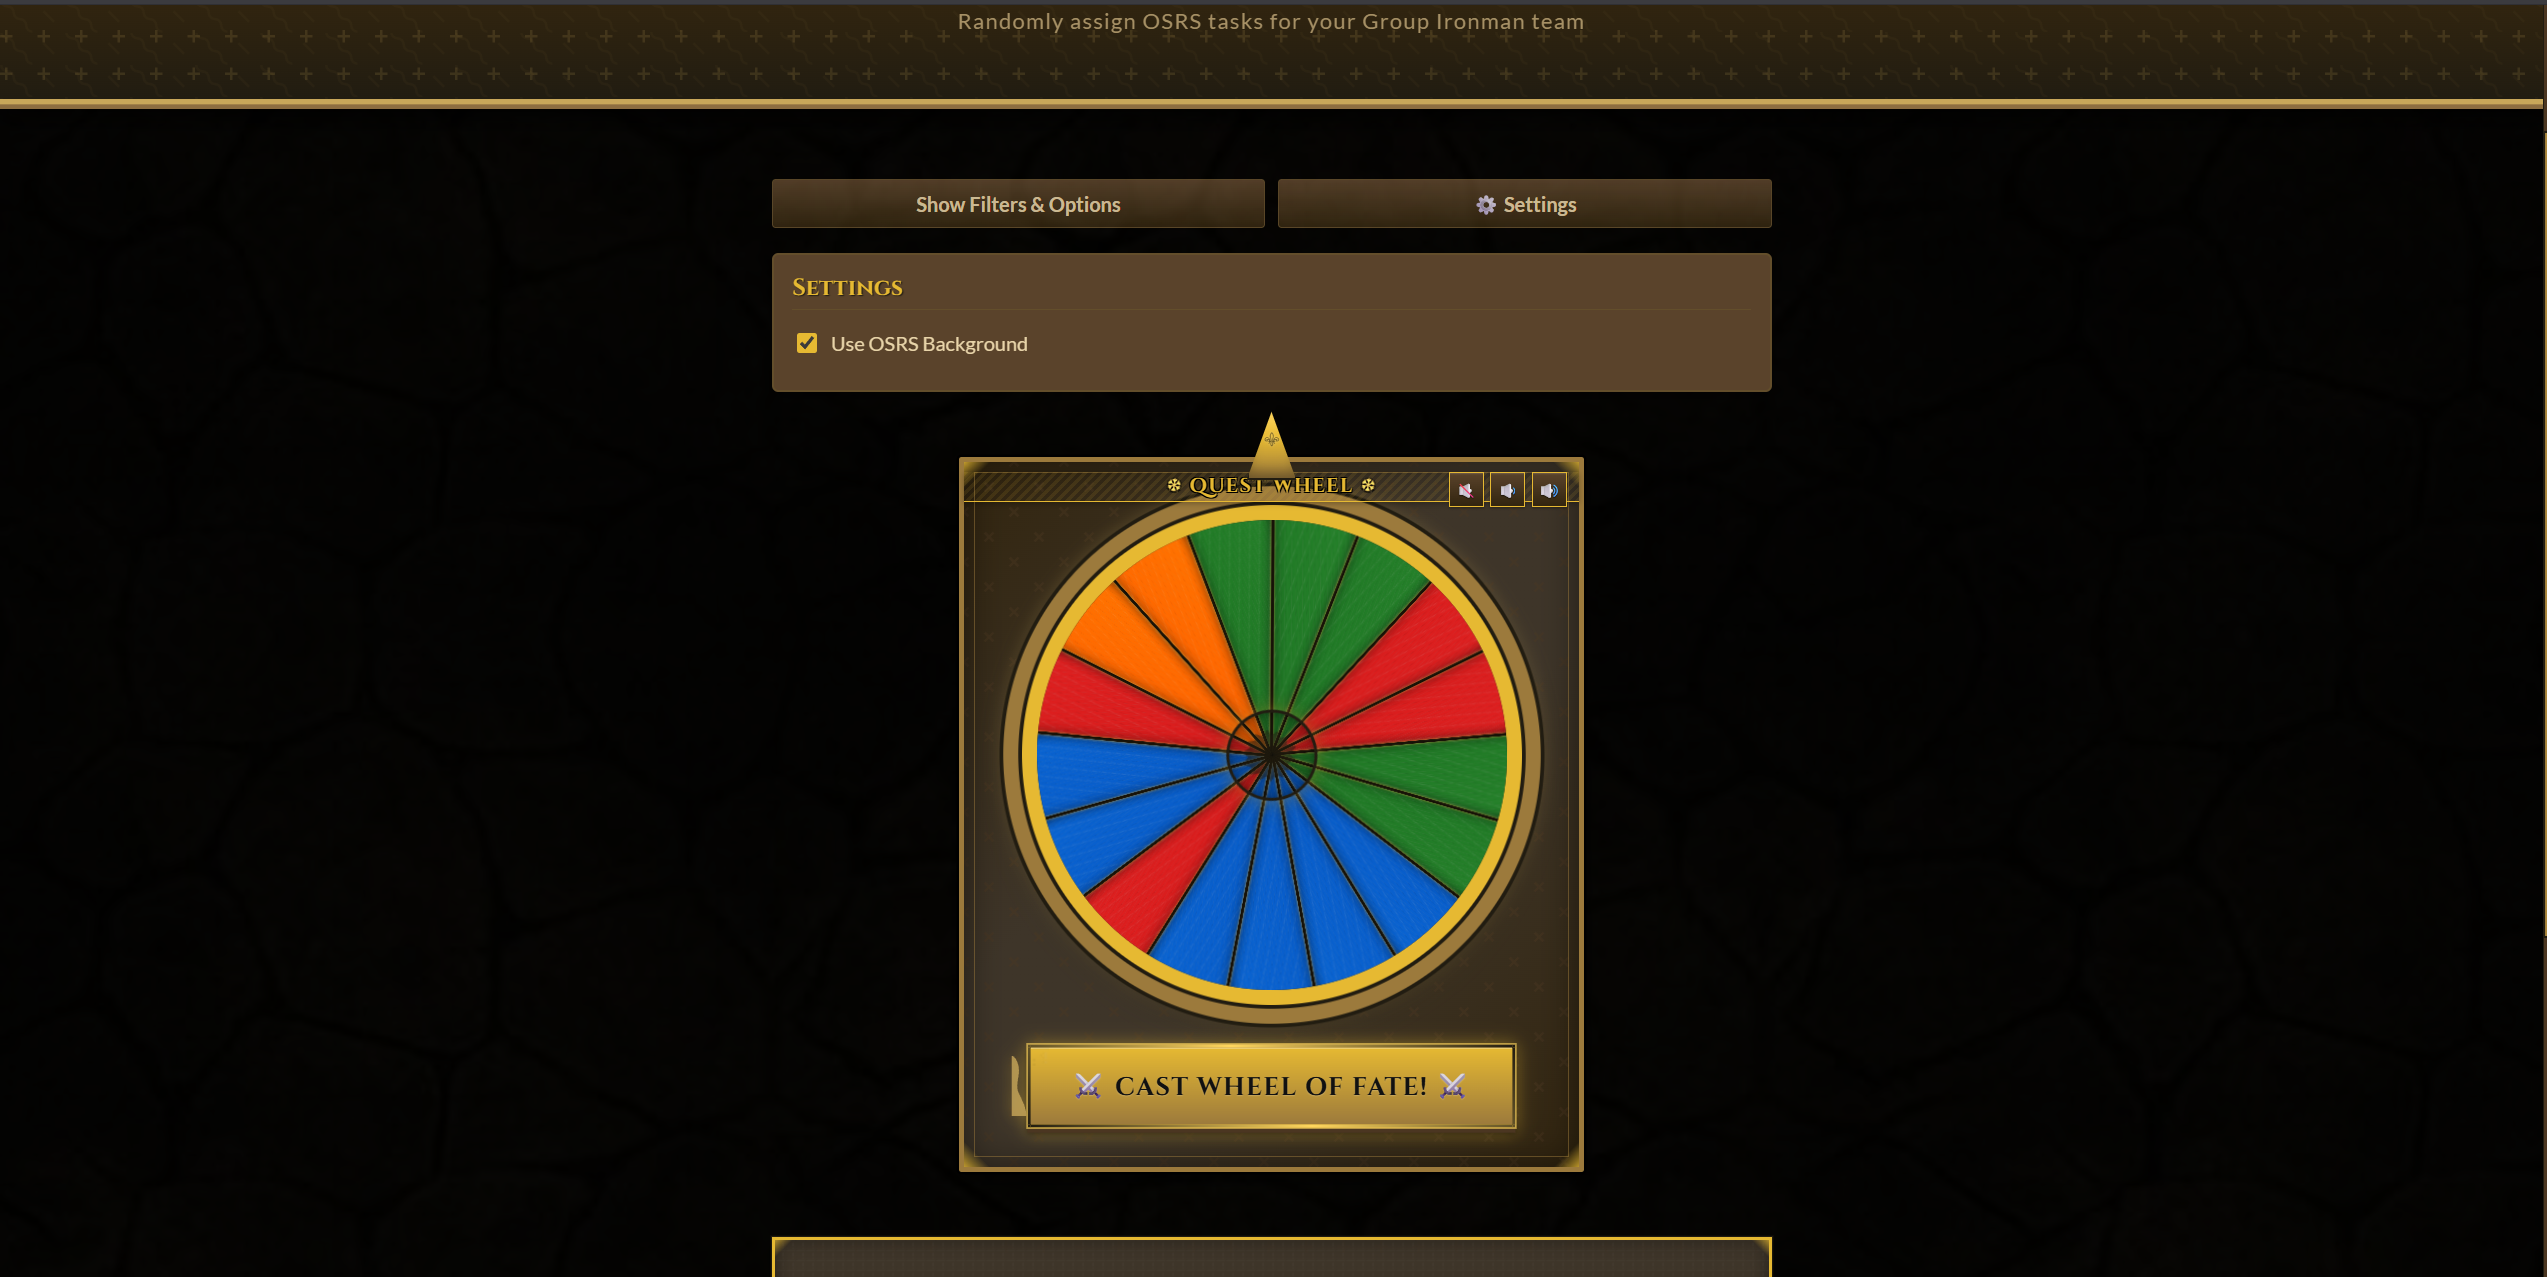 Randomly assign OSRS tasks for your Group Ironman team
Show Filters & Options
Settings
SETTINGS
Use OSRS Background
QUEST WHEEL
CAST WHEEL OF FATE!